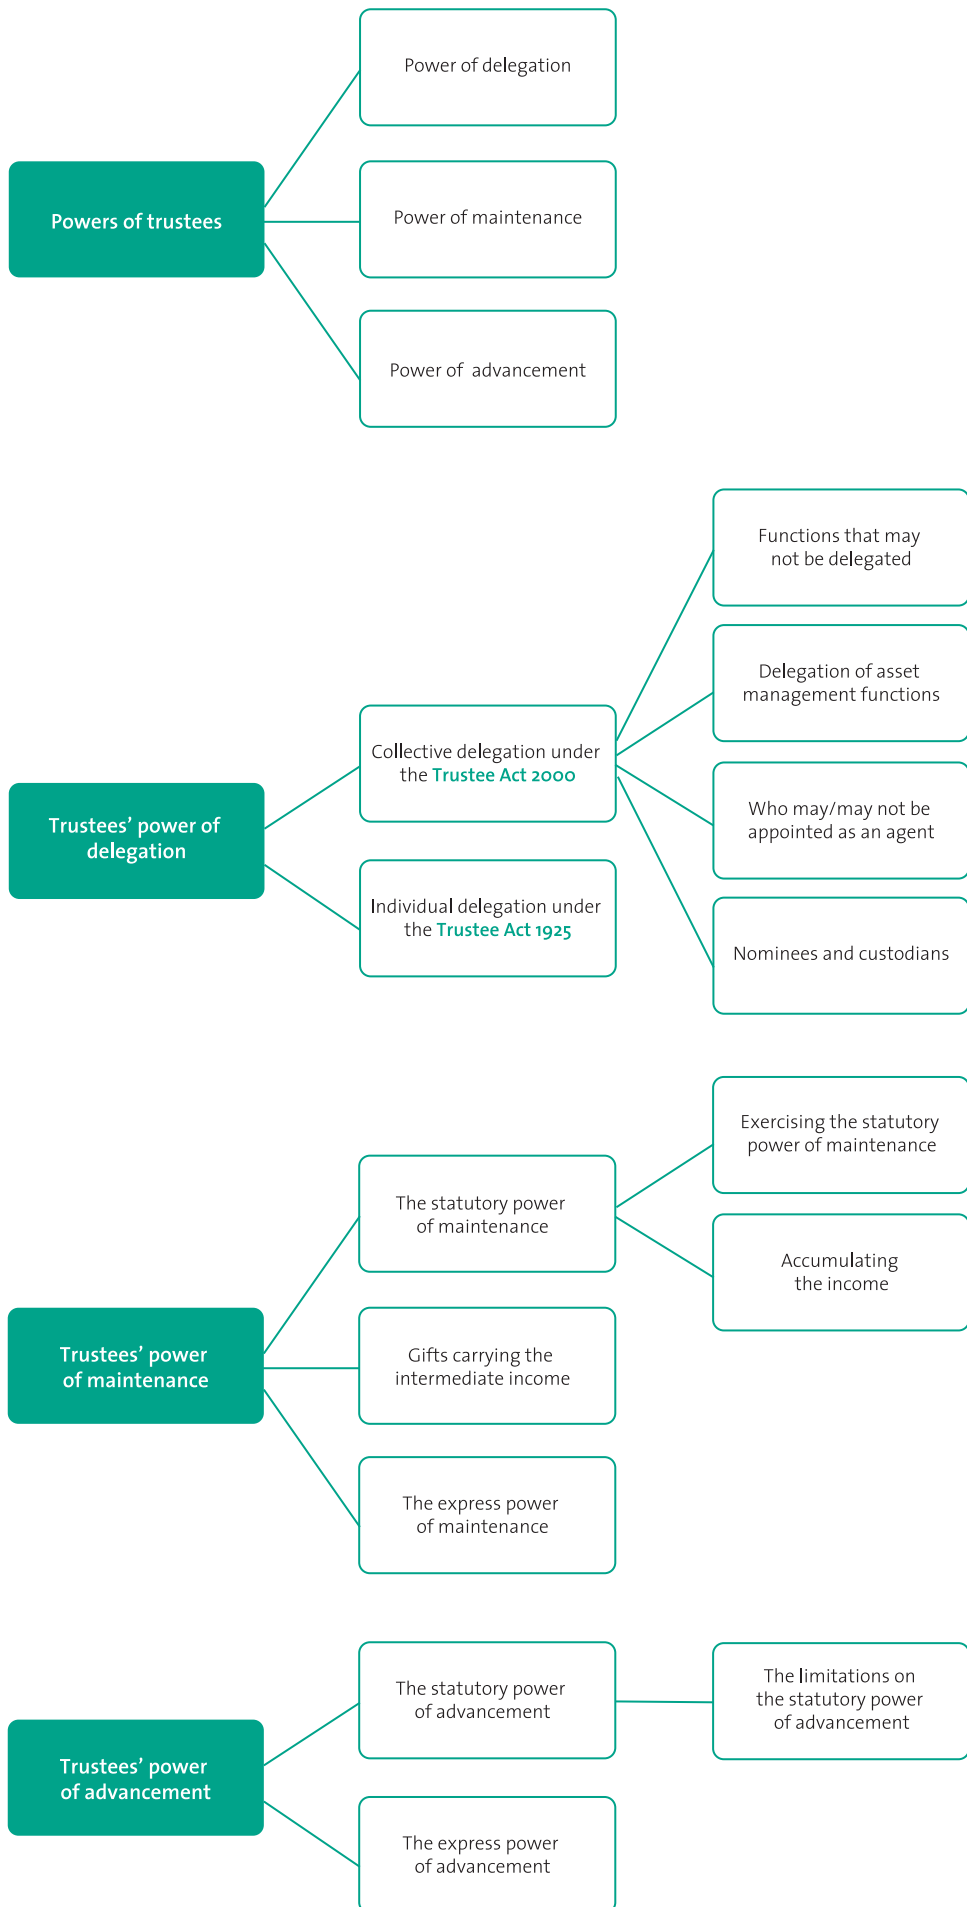 Power of delegation
Powers of trustees
Power of maintenance
Power of advancement
Functions that may
not be delegated
Delegation of asset
management functions
Collective delegation under
the Trustee Act 2000
Who may/may not be
appointed as an agent
Trustees’ power of
delegation
Individual delegation under
the Trustee Act 1925
Nominees and custodians
Exercising the statutory
power of maintenance
The statutory power
of maintenance
Accumulating
the income
Trustees’ power
of maintenance
Gifts carrying the
intermediate income
The express power
of maintenance
The statutory power
of advancement
The limitations on
the statutory power
of advancement
Trustees’ power
of advancement
The express power
of advancement